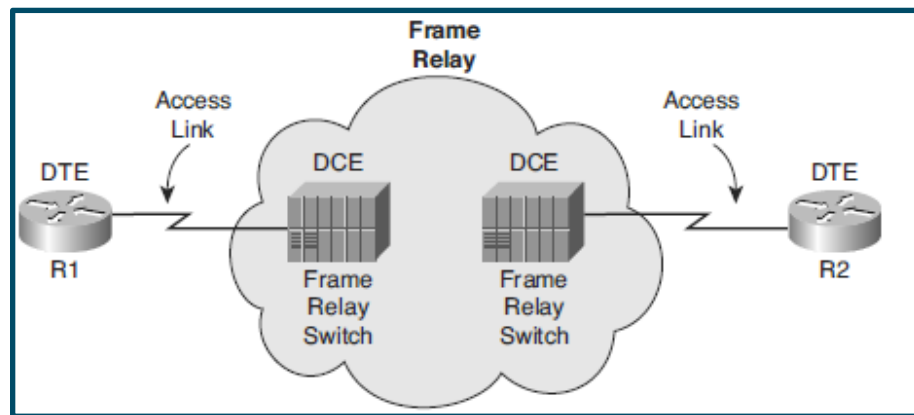 Frame
Relay
Access
Link
Access
Link
DTE
DCE
DCE
DTE
R1
R2
Frame
Relay
Switch
Frame
Relay
Switch